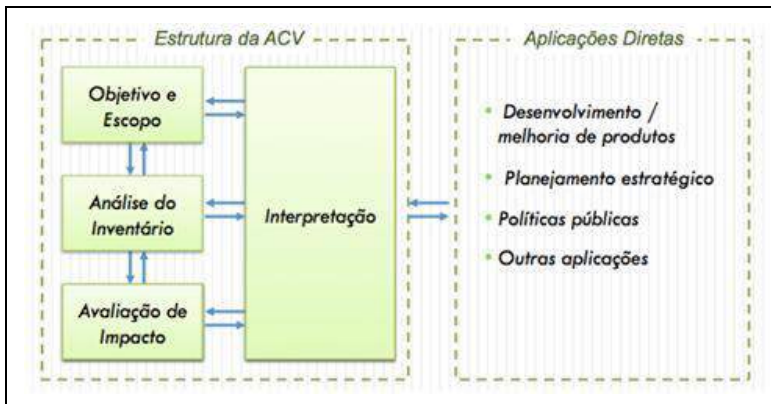 Estrutura da ACV
Aplicações Diretas
Objetivo e
Escopo
Análise do
Inventário
Avaliação de
Impacto
Interpretação
• Desenvolvimento /
melhoria de produtos
• Planejamento estratégico
• Políticas públicas
• Outras aplicações